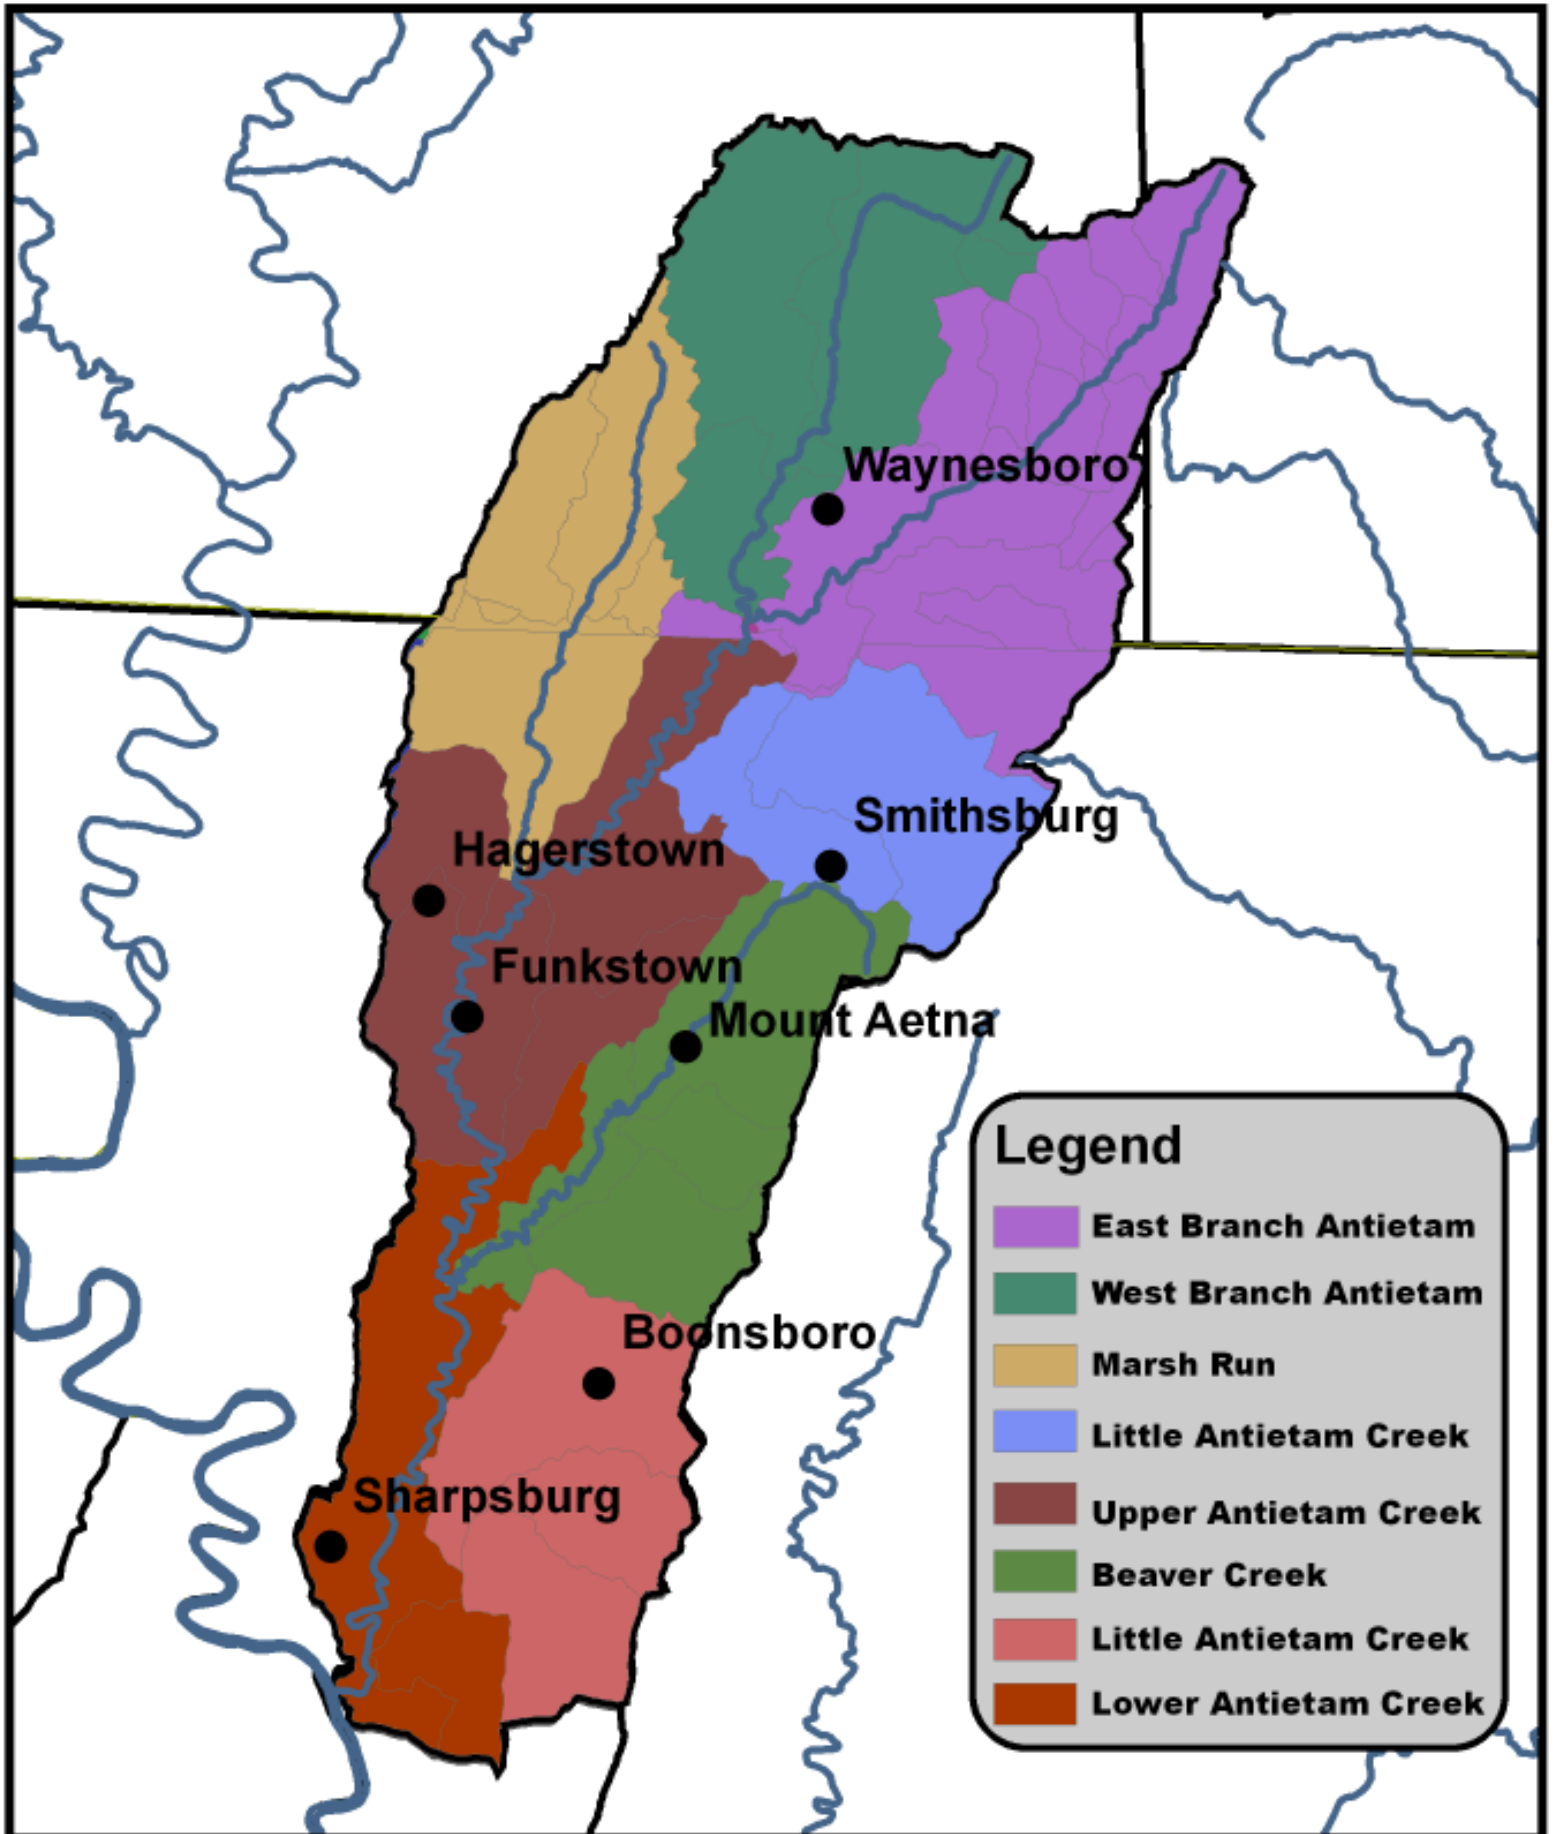 Waynesboro
Smithsburg
Hagerstown
Funkstown
Mount Aetna
Boonsboro
Sharpsburg
Legend
East Branch Antietam
West Branch Antietam
Marsh Run
Little Antietam Creek
Upper Antietam Creek
Beaver Creek
Little Antietam Creek
Lower Antietam Creek